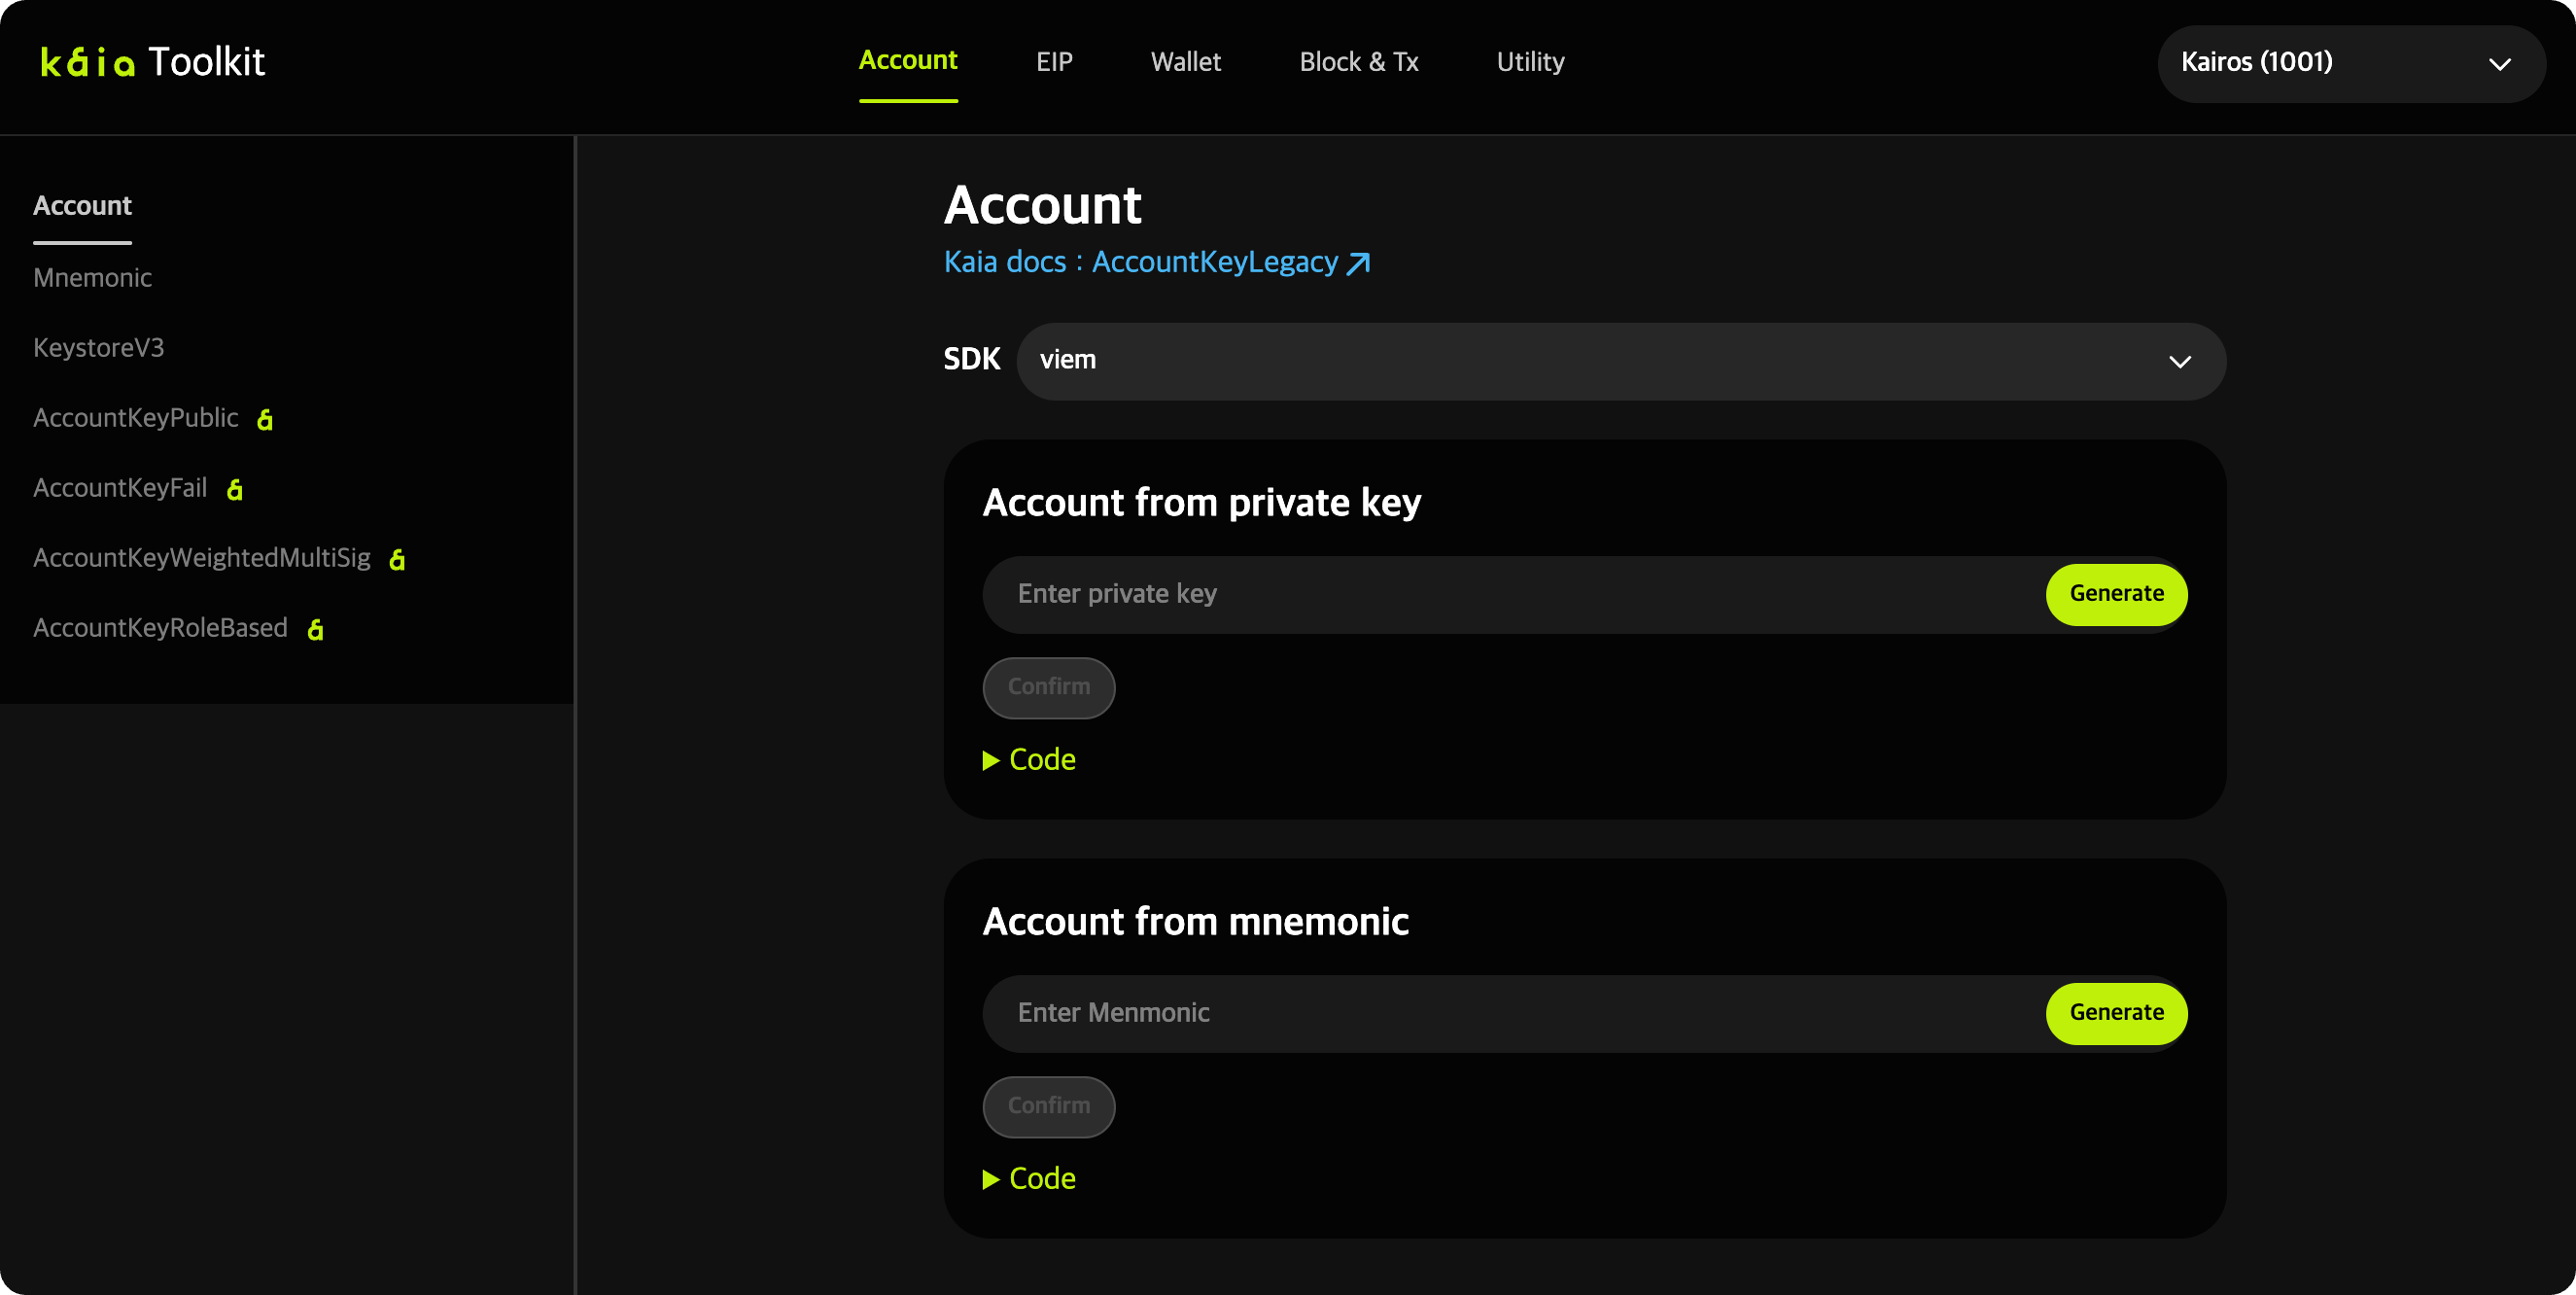 kaia Toolkit
Account
EIP
Wallet
Block & Tx
Utility
Kairos (1001)
Account
Mnemonic
KeystoreV3
AccountKeyPublic
AccountKeyFail
AccountKeyWeightedMultiSig
AccountKeyRoleBased
Account
Kaia docs : AccountKeyLegacy
SDK
viem
Account from private key
Enter private key
Generate
Confirm
Code
Account from mnemonic
Enter Menmonic
Generate
Confirm
Code